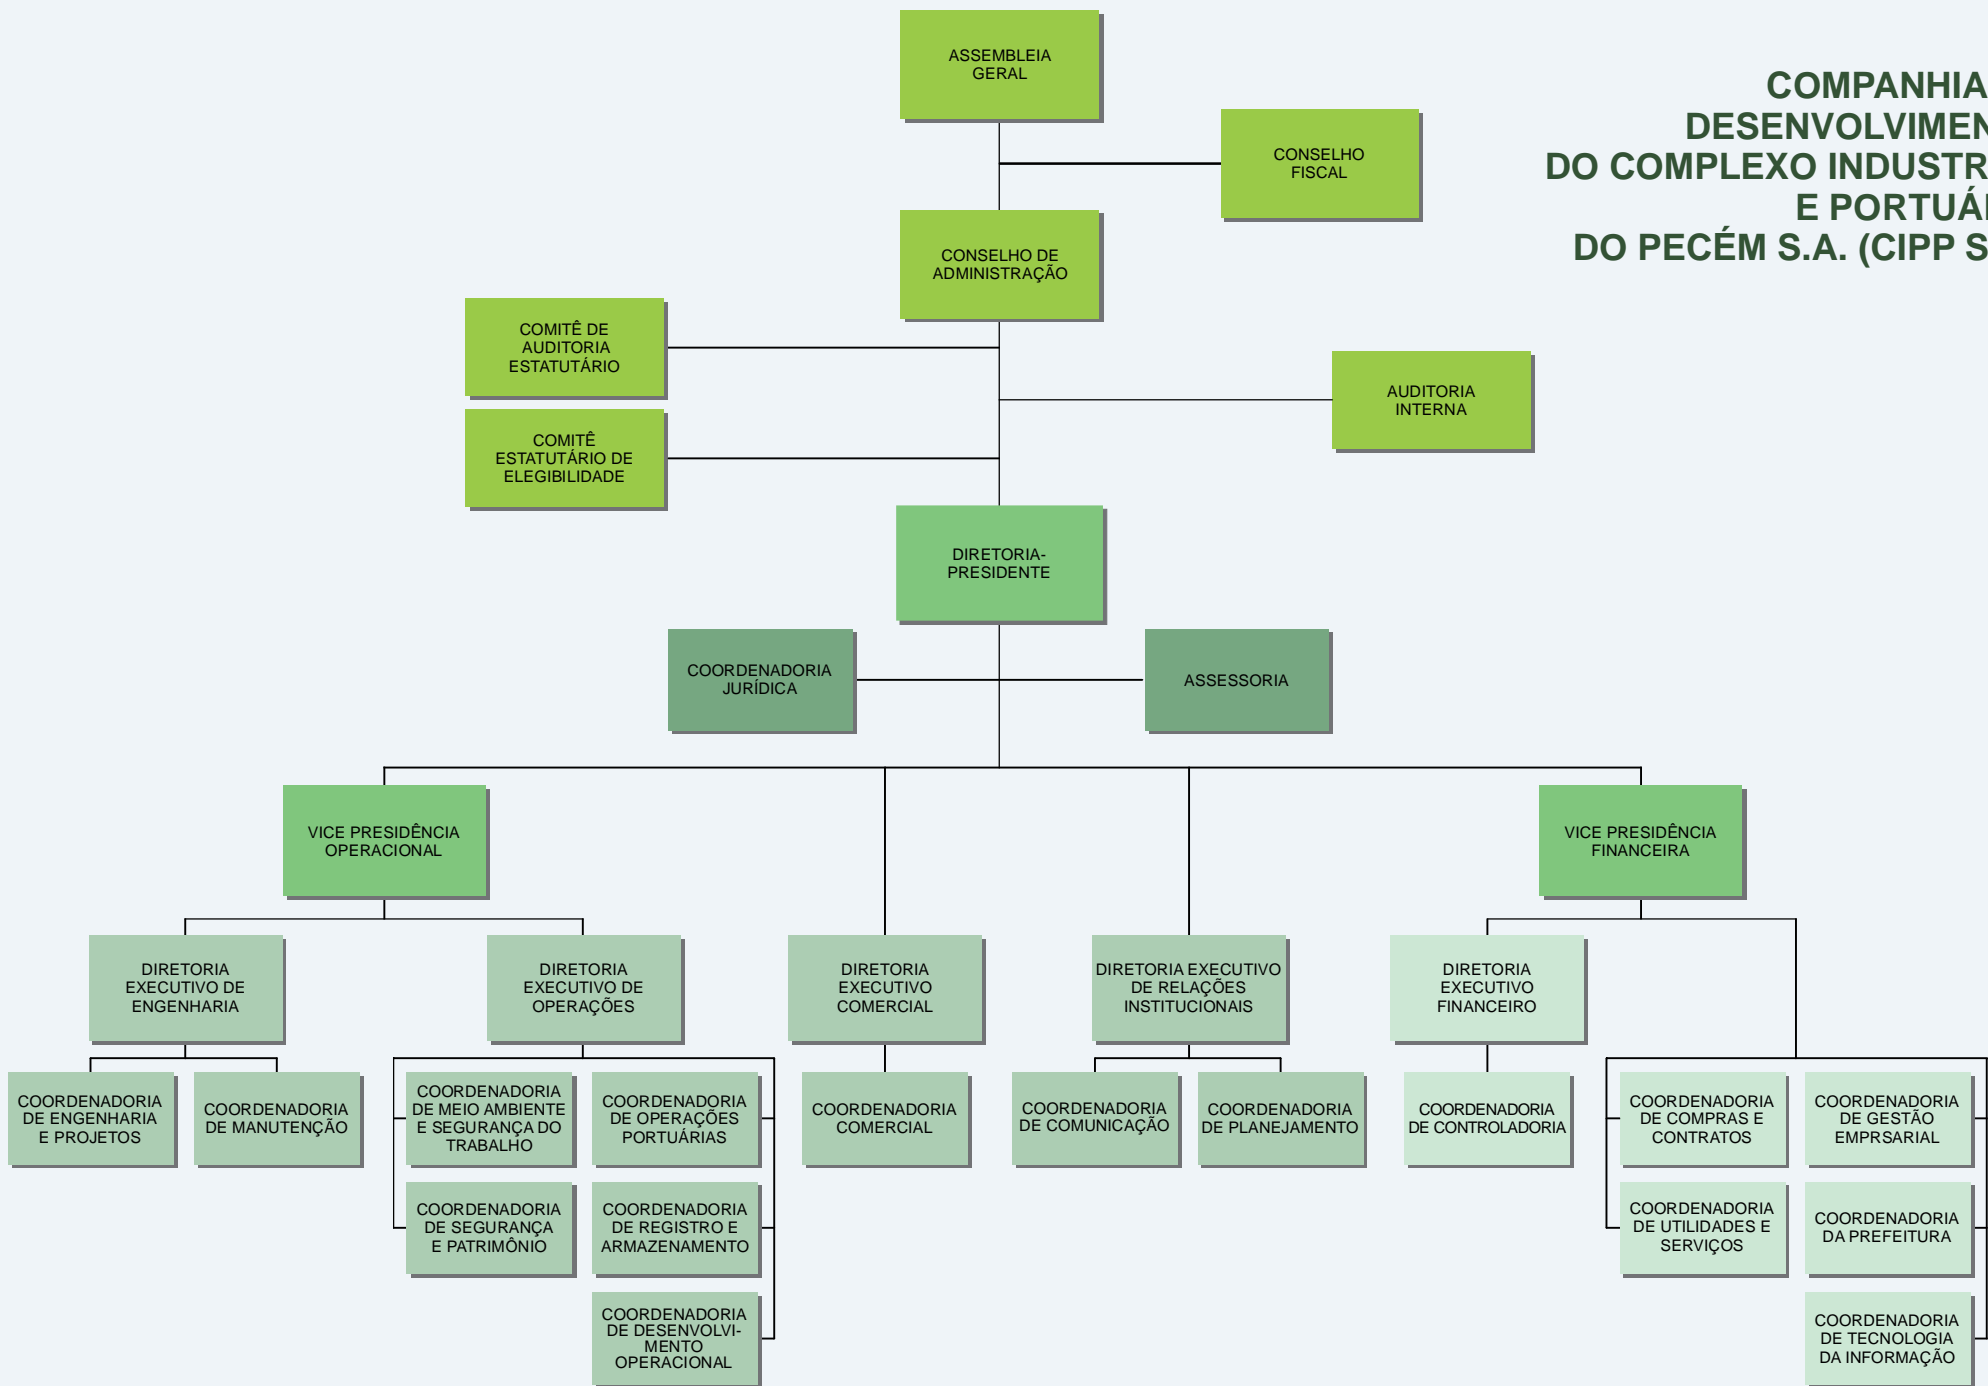 ASSEMBLEIA
GERAL
COMPANHIA
DESENVOLVIMEN
DO COMPLEXO INDUSTR
E PORTUÁ
DO PECÉM S.A. (CIPP S
CONSELHO
FISCAL
CONSELHO DE
ADMINISTRAÇÃO
COMITÊ DE
AUDITORIA
ESTATUTÁRIO
AUDITORIA
INTERNA
COMITÊ
ESTATUTÁRIO DE
ELEGIBILIDADE
DIRETORIA-
PRESIDENTE
COORDENADORIA
JURÍDICA
ASSESSORIA
VICE PRESIDÊNCIA
OPERACIONAL
VICE PRESIDÊNCIA
FINANCEIRA
DIRETORIA
EXECUTIVO DE
ENGENHARIA
DIRETORIA
EXECUTIVO DE
OPERAÇÕES
DIRETORIA
EXECUTIVO
COMERCIAL
DIRETORIA EXECUTIVO
DE RELAÇÕES
INSTITUCIONAIS
DIRETORIA
EXECUTIVO
FINANCEIRO
COORDENADORIA
DE ENGENHARIA
E PROJETOS
COORDENADORIA
DE MANUTENÇÃO
COORDENADORIA
DE MEIO AMBIENTE
E SEGURANÇA DO
TRABALHO
COORDENADORIA
DE OPERAÇÕES
PORTUÁRIAS
COORDENADORIA
COMERCIAL
COORDENADORIA
DE COMUNICAÇÃO
COORDENADORIA
DE PLANEJAMENTO
COORDENADORIA
DE CONTROLADORIA
COORDENADORIA
DE COMPRAS E
CONTRATOS
COORDENADORIA
DE GESTÃO
EMPRSARIAL
COORDENADORIA
DE SEGURANÇA
E PATRIMÔNIO
COORDENADORIA
DE REGISTRO E
ARMAZENAMENTO
COORDENADORIA
DE UTILIDADES E
SERVIÇOS
COORDENADORIA
DA PREFEITURA
COORDENADORIA
DE DESENVOLVI-
MENTO
OPERACIONAL
COORDENADORIA
DE TECNOLOGIA
DA INFORMAÇÃO